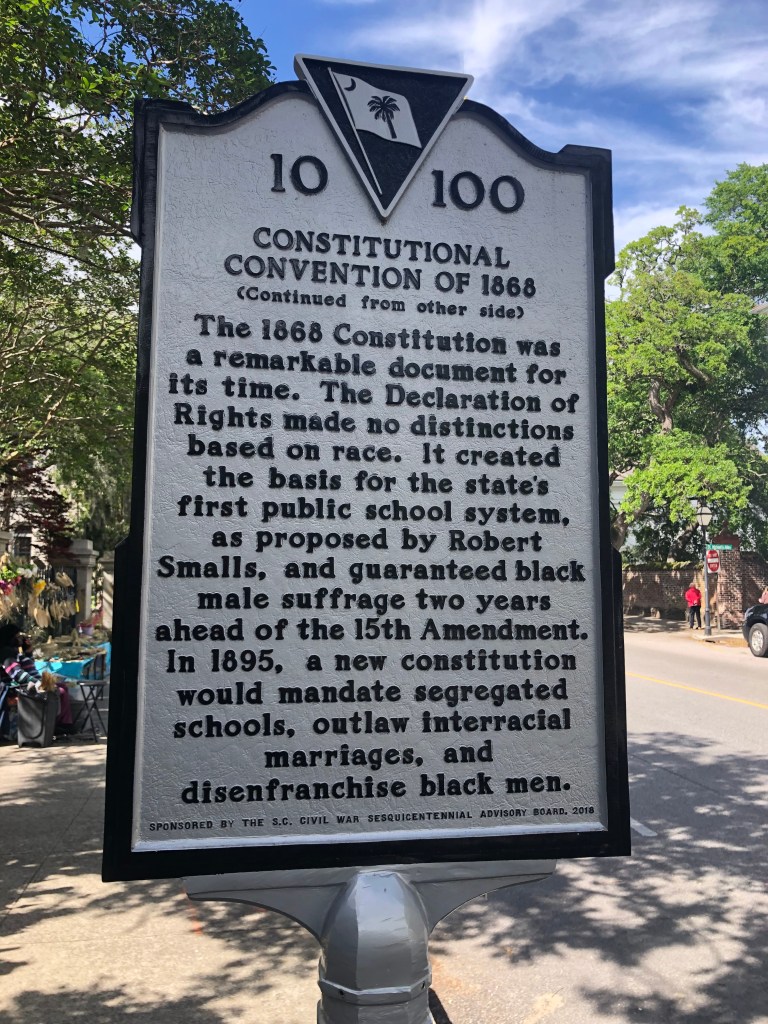 10 100
CONSTITUTIONAL
CONVENTION OF 1868
(Continued from other side)
The 1868 Constitution was
a remarkable document for
its time. The Declaration of
Rights made no distinctions
based on race. It created
the basis for the state's
first public school system,
as proposed by Robert
Smalls, and guaranteed black
male suffrage two years
ahead of the 15th Amendment.
In 1895, a new constitution
would mandate segregated
schools, outlaw interracial
marriages, and
disenfranchise black men.
SPONSORED BY THE S.C. CIVIL WAR SESQUICENTENNIAL ADVISORY BOARD, 2018